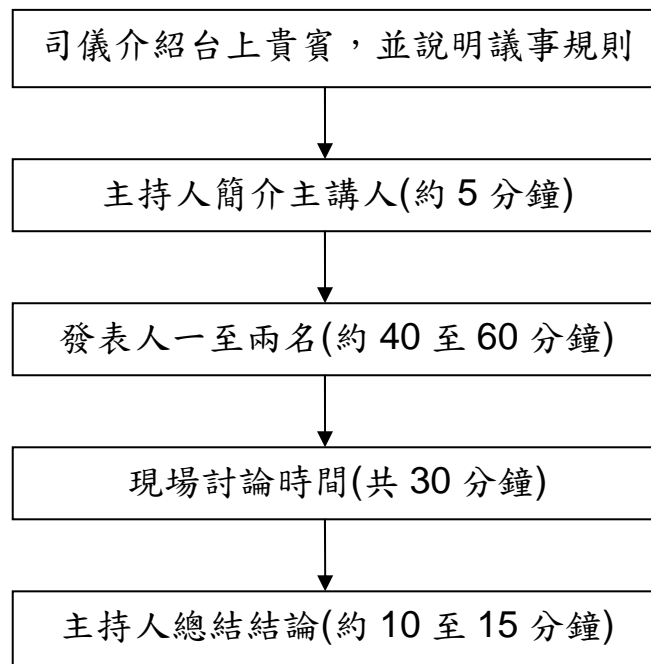 司儀介紹台上貴賓，並說明議事規則
主持人簡介主講人(約 5 分鐘)
發表人一至兩名(約 40 至 60 分鐘)
現場討論時間(共 30 分鐘)
主持人總結結論(約 10 至 15 分鐘)